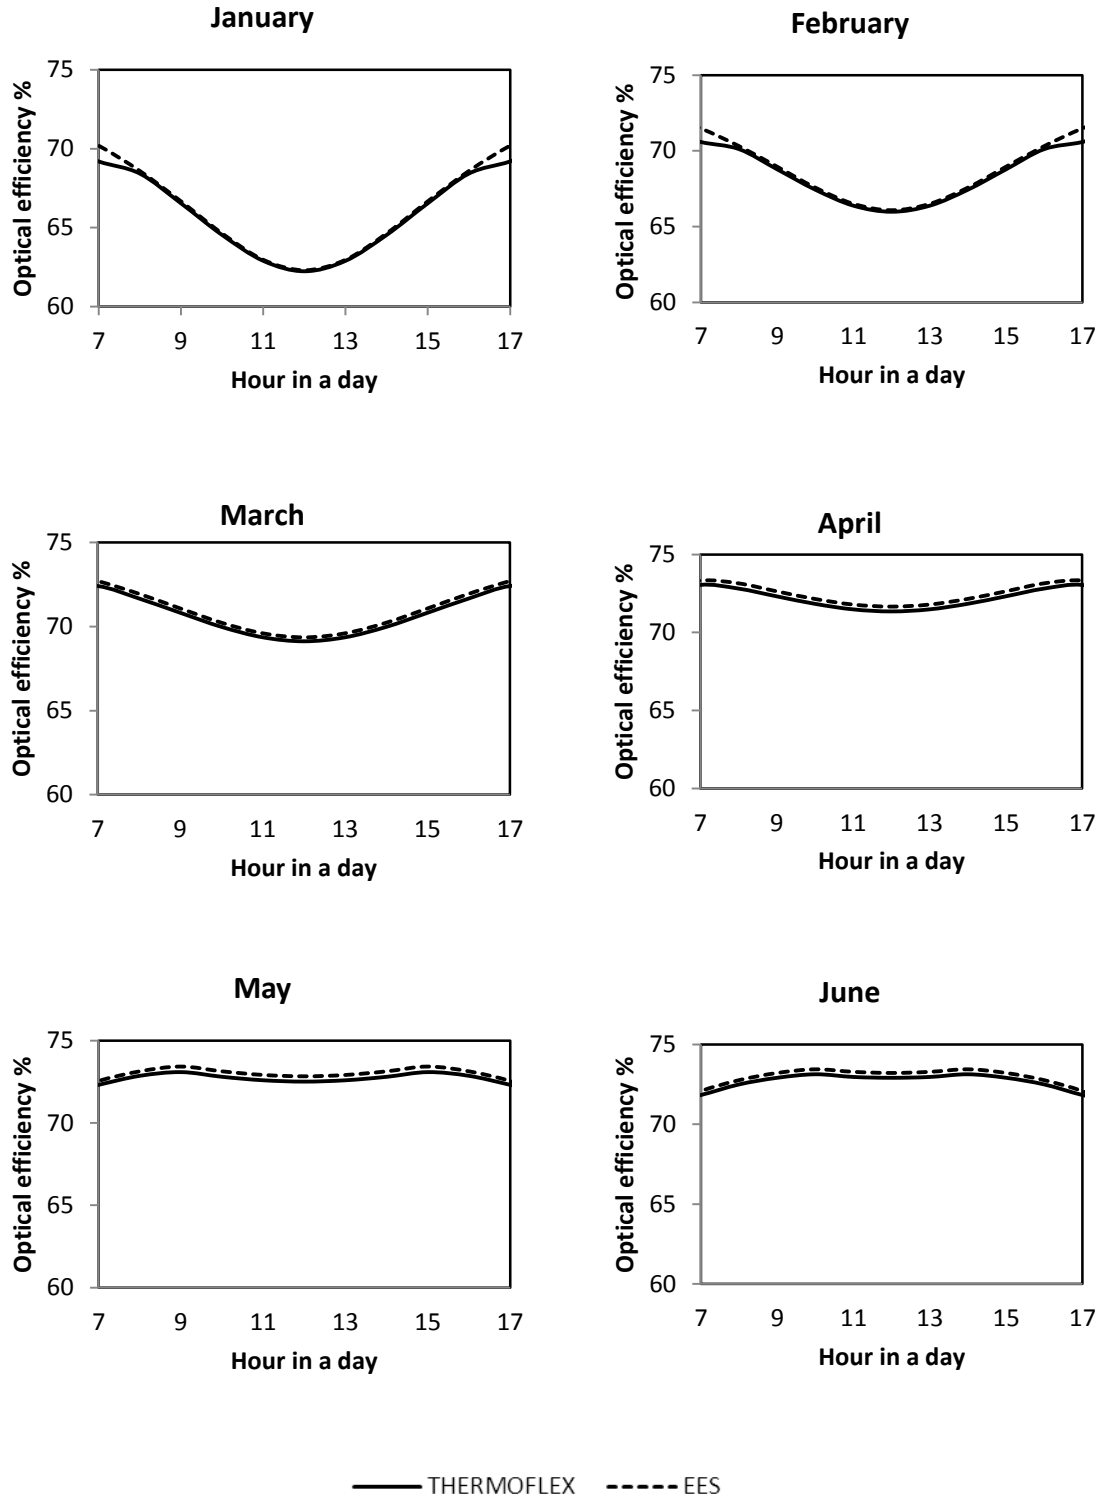 January
Optical efficiency %
75
70
65
60
7 9 11 13 15 17
Hour in a day
February
Optical efficiency %
75
70
65
60
7 9 11 13 15 17
Hour in a day
March
Optical efficiency %
75
70
65
60
7 9 11 13 15 17
Hour in a day
April
Optical efficiency %
75
70
65
60
7 9 11 13 15 17
Hour in a day
May
Optical efficiency %
75
70
65
60
7 9 11 13 15 17
Hour in a day
June
Optical efficiency %
75
70
65
60
7 9 11 13 15 17
Hour in a day
THERMOFLEX EES